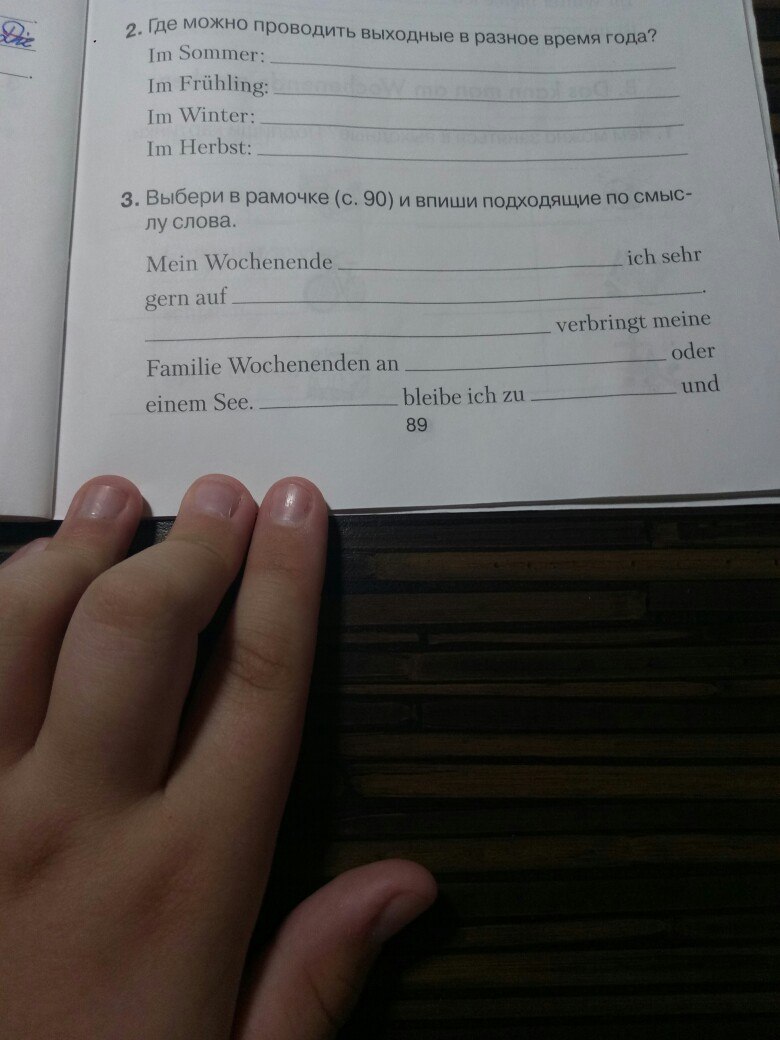 Die
2. Где можно проводить выходные в разное время года?
Im Sommer:
Im Frühling:
Im Winter:
Im Herbst:
3. Выбери в рамочке (с. 90) и впиши подходящие по смыс-
лу слова.
Mein Wochenende ich sehr
gern auf .
verbringt meine
Familie Wochenenden an oder
einem See. bleibe ich zu und
89